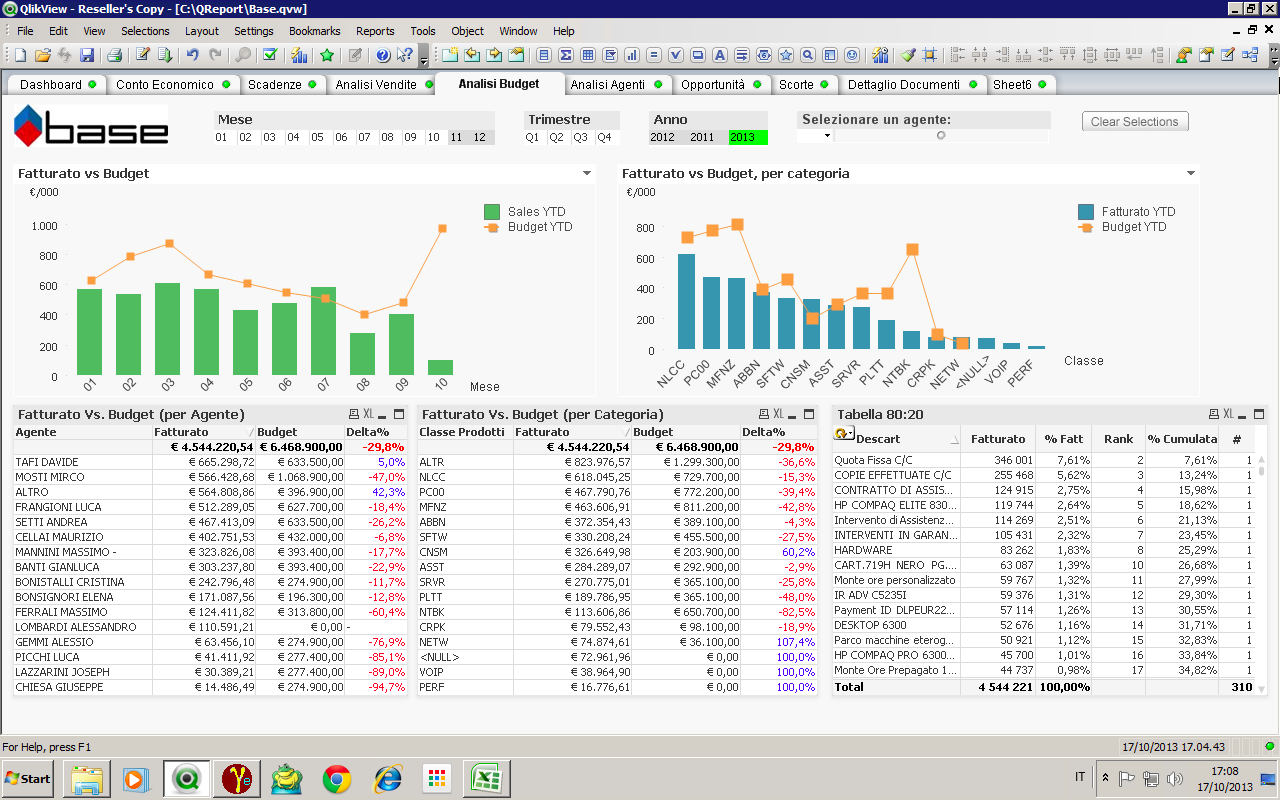 QlikView - Reseller's Copy - [C:\QReport\Base.qvw]
File Edit View Selections Layout Settings Bookmarks Reports Tools Object Window Help
Dashboard Conto Economico Scadenze Analisi Vendite Analisi Budget Analisi Agenti Opportunità Scorte Dettaglio Documenti Sheet6
base
Mese Trimestre Anno Selezionare un agente: Clear Selections
01 02 03 04 05 06 07 08 09 10 11 12 Q1 Q2 Q3 Q4 2012 2011 2013
Fatturato vs Budget
€/000
Sales YTD
Budget YTD
1.000
800
600
400
200
0
01 02 03 04 05 06 07 08 09 10
Mese
Fatturato vs Budget, per categoria
€/000
Fatturato YTD
Budget YTD
800
600
400
200
0
NLCC PC00 MFNZ ABBN SFTW CNSM ASST SRVR PLTT NTBK CRPK NETW <NULL> VOIP PERF
Classe
Fatturato Vs. Budget (per Agente) XL
Agente Fatturato Budget Delta%
€ 4.544.220,54 € 6.468.900,00 -29,8%
TAFI DAVIDE € 665.298,72 € 633.500,00 5,0%
MOSTI MIRCO € 566.428,68 € 1.068.900,00 -47,0%
ALTRO € 564.808,86 € 396.900,00 42,3%
FRANGIONI LUCA € 512.289,05 € 627.700,00 -18,4%
SETTI ANDREA € 467.413,09 € 633.500,00 -26,2%
CELLAI MAURIZIO € 402.751,53 € 432.000,00 -6,8%
MANNINI MASSIMO - € 323.826,08 € 393.400,00 -17,7%
BANTI GIANLUCA € 303.237,80 € 393.400,00 -22,9%
BONISTALLI CRISTINA € 242.796,48 € 274.900,00 -11,7%
BONSIGNORI ELENA € 171.087,56 € 196.300,00 -12,8%
FERRALI MASSIMO € 124.411,82 € 313.800,00 -60,4%
LOMBARDI ALESSANDRO € 110.591,21 € 0,00 -
GEMMI ALESSIO € 63.456,10 € 274.900,00 -76,9%
PICCHI LUCA € 41.411,92 € 277.400,00 -85,1%
LAZZARINI JOSEPH € 30.389,21 € 277.400,00 -89,0%
CHIESA GIUSEPPE € 14.486,49 € 274.900,00 -94,7%
Fatturato Vs. Budget (per Categoria) XL
Classe Prodotti Fatturato Budget Delta%
€ 4.544.220,54 € 6.468.900,00 -29,8%
ALTR € 823.976,57 € 1.299.300,00 -36,6%
NLCC € 618.045,25 € 729.700,00 -15,3%
PC00 € 467.790,76 € 772.200,00 -39,4%
MFNZ € 463.606,91 € 811.200,00 -42,8%
ABBN € 372.354,43 € 389.100,00 -4,3%
SFTW € 330.208,24 € 455.500,00 -27,5%
CNSM € 326.649,98 € 203.900,00 60,2%
ASST € 284.289,07 € 292.900,00 -2,9%
SRVR € 270.775,01 € 365.100,00 -25,8%
PLTT € 189.786,95 € 365.100,00 -48,0%
NTBK € 113.606,86 € 650.700,00 -82,5%
CRPK € 79.552,43 € 98.100,00 -18,9%
NETW € 74.874,61 € 36.100,00 107,4%
<NULL> € 72.961,96 € 0,00 100,0%
VOIP € 38.964,90 € 0,00 100,0%
PERF € 16.776,61 € 0,00 100,0%
Tabella 80:20 XL
Descart Fatturato % Fatt Rank % Cumulata #
Quota Fissa C/C 346 001 7,61% 2 7,61% 1
COPIE EFFETTUATE C/C 255 468 5,62% 3 13,24% 1
CONTRATTO DI ASSIS... 124 915 2,75% 4 15,98% 1
HP COMPAQ ELITE 830... 119 744 2,64% 5 18,62% 1
Intervento di Assistenz... 114 269 2,51% 6 21,13% 1
INTERVENTI IN GARAN... 105 431 2,32% 7 23,45% 1
HARDWARE 83 262 1,83% 8 25,29% 1
CART.719H NERO PG.... 63 087 1,39% 10 26,68% 1
Monte ore personalizzato 59 767 1,32% 11 27,99% 1
IR ADV C5235I 59 376 1,31% 12 29,30% 1
Payment ID DLPEUR22... 57 114 1,26% 13 30,55% 1
DESKTOP 6300 52 676 1,16% 14 31,71% 1
Parco macchine eterog... 50 921 1,12% 15 32,83% 1
HP COMPAQ PRO 6300... 45 700 1,01% 16 33,84% 1
Monte Ore Prepagato 1... 44 737 0,98% 17 34,82% 1
Total 4 544 221 100,00% 310
For Help, press F1 17/10/2013 17.04.43
Start IT 17:08
17/10/2013